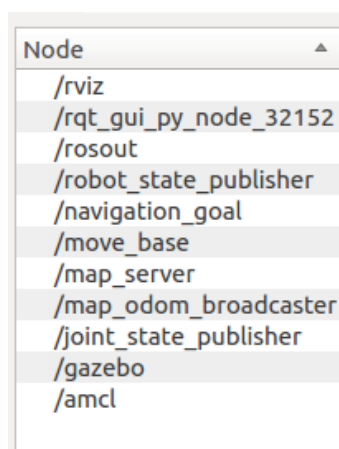 Node
/rviz
/rqt_gui_py_node_32152
/rosout
/robot_state_publisher
/navigation_goal
/move_base
/map_server
/map_odom_broadcaster
/joint_state_publisher
/gazebo
/amcl